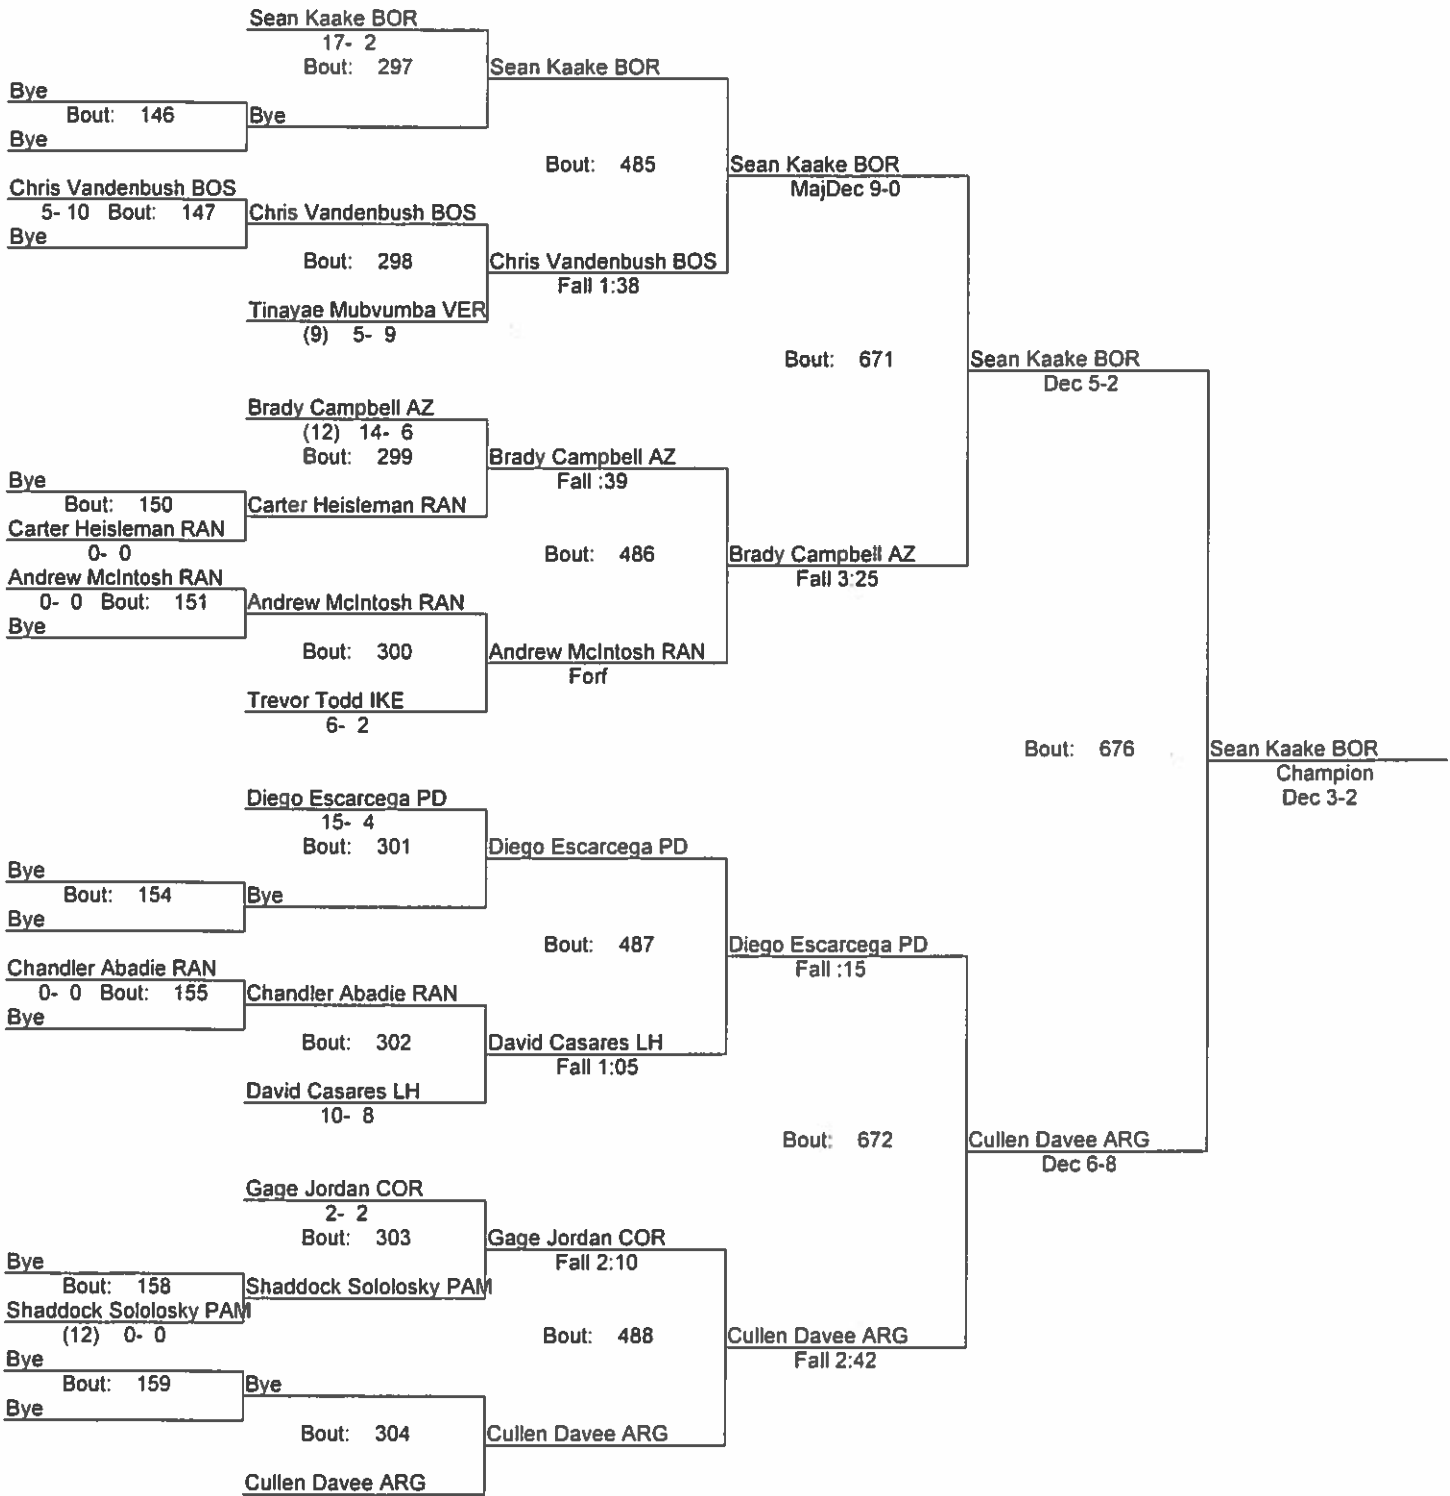 Sean Kaake BOR
17- 2
Bout: 297
Sean Kaake BOR
Bye
Bout: 146
Bye
Bye
Bout: 485
Sean Kaake BOR
MajDec 9-0
Chris Vandenbush BOS
5- 10 Bout: 147
Chris Vandenbush BOS
Bye
Bout: 298
Chris Vandenbush BOS
Fall 1:38
Tinayae Mubvumba VER
(9) 5- 9
Bout: 671
Sean Kaake BOR
Dec 5-2
Brady Campbell AZ
(12) 14- 6
Bout: 299
Brady Campbell AZ
Fall :39
Bye
Bout: 150
Carter Heisleman RAN
Carter Heisleman RAN
0- 0
Bout: 486
Brady Campbell AZ
Fall 3:25
Andrew McIntosh RAN
0- 0 Bout: 151
Andrew McIntosh RAN
Bye
Bout: 300
Andrew McIntosh RAN
Forf
Trevor Todd IKE
6- 2
Bout: 676
Sean Kaake BOR
Champion
Dec 3-2
Diego Escarcega PD
15- 4
Bout: 301
Diego Escarcega PD
Bye
Bout: 154
Bye
Bye
Bout: 487
Diego Escarcega PD
Fall :15
Chandler Abadie RAN
0- 0 Bout: 155
Chandler Abadie RAN
Bye
Bout: 302
David Casares LH
Fall 1:05
David Casares LH
10- 8
Bout: 672
Cullen Davee ARG
Dec 6-8
Gage Jordan COR
2- 2
Bout: 303
Gage Jordan COR
Fall 2:10
Bye
Bout: 158
Shaddock Sololosky PAM
Shaddock Sololosky PAM
(12) 0- 0
Bout: 488
Cullen Davee ARG
Fall 2:42
Bye
Bout: 159
Bye
Bye
Bout: 304
Cullen Davee ARG
Cullen Davee ARG